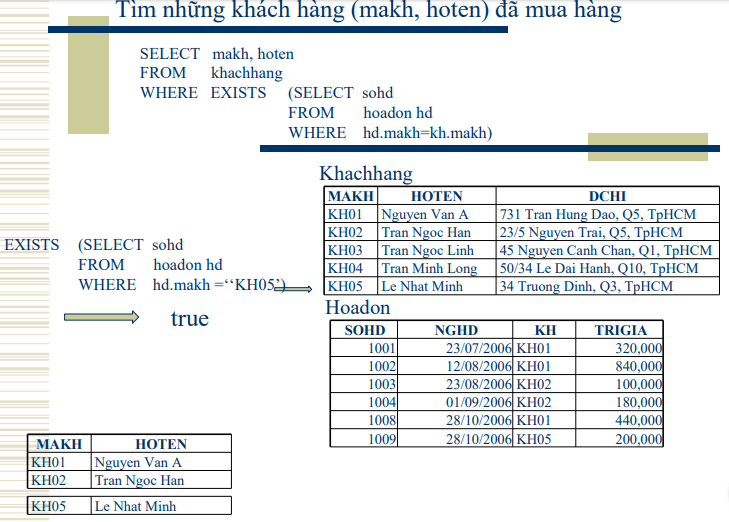 Tìm những khách hàng (makh, hoten) đã mua hàng
SELECT makh, hoten
FROM khachhang
WHERE EXISTS (SELECT sohd
FROM hoadon hd
WHERE hd.makh=kh.makh)
Khachhang
MAKH HOTEN DCHI
KH01 Nguyen Van A 731 Tran Hung Dao, Q5, TpHCM
KH02 Tran Ngoc Han 23/5 Nguyen Trai, Q5, TpHCM
KH03 Tran Ngoc Linh 45 Nguyen Canh Chan, Q1, TpHCM
KH04 Tran Minh Long 50/34 Le Dai Hanh, Q10, TpHCM
KH05 Le Nhat Minh 34 Truong Dinh, Q3, TpHCM
EXISTS (SELECT sohd
FROM hoadon hd
WHERE hd.makh =‘‘KH05’)
true
Hoadon
SOHD NGHD KH TRIGIA
1001 23/07/2006 KH01 320,000
1002 12/08/2006 KH01 840,000
1003 23/08/2006 KH02 100,000
1004 01/09/2006 KH02 180,000
1008 28/10/2006 KH01 440,000
1009 28/10/2006 KH05 200,000
MAKH HOTEN
KH01 Nguyen Van A
KH02 Tran Ngoc Han
KH05 Le Nhat Minh